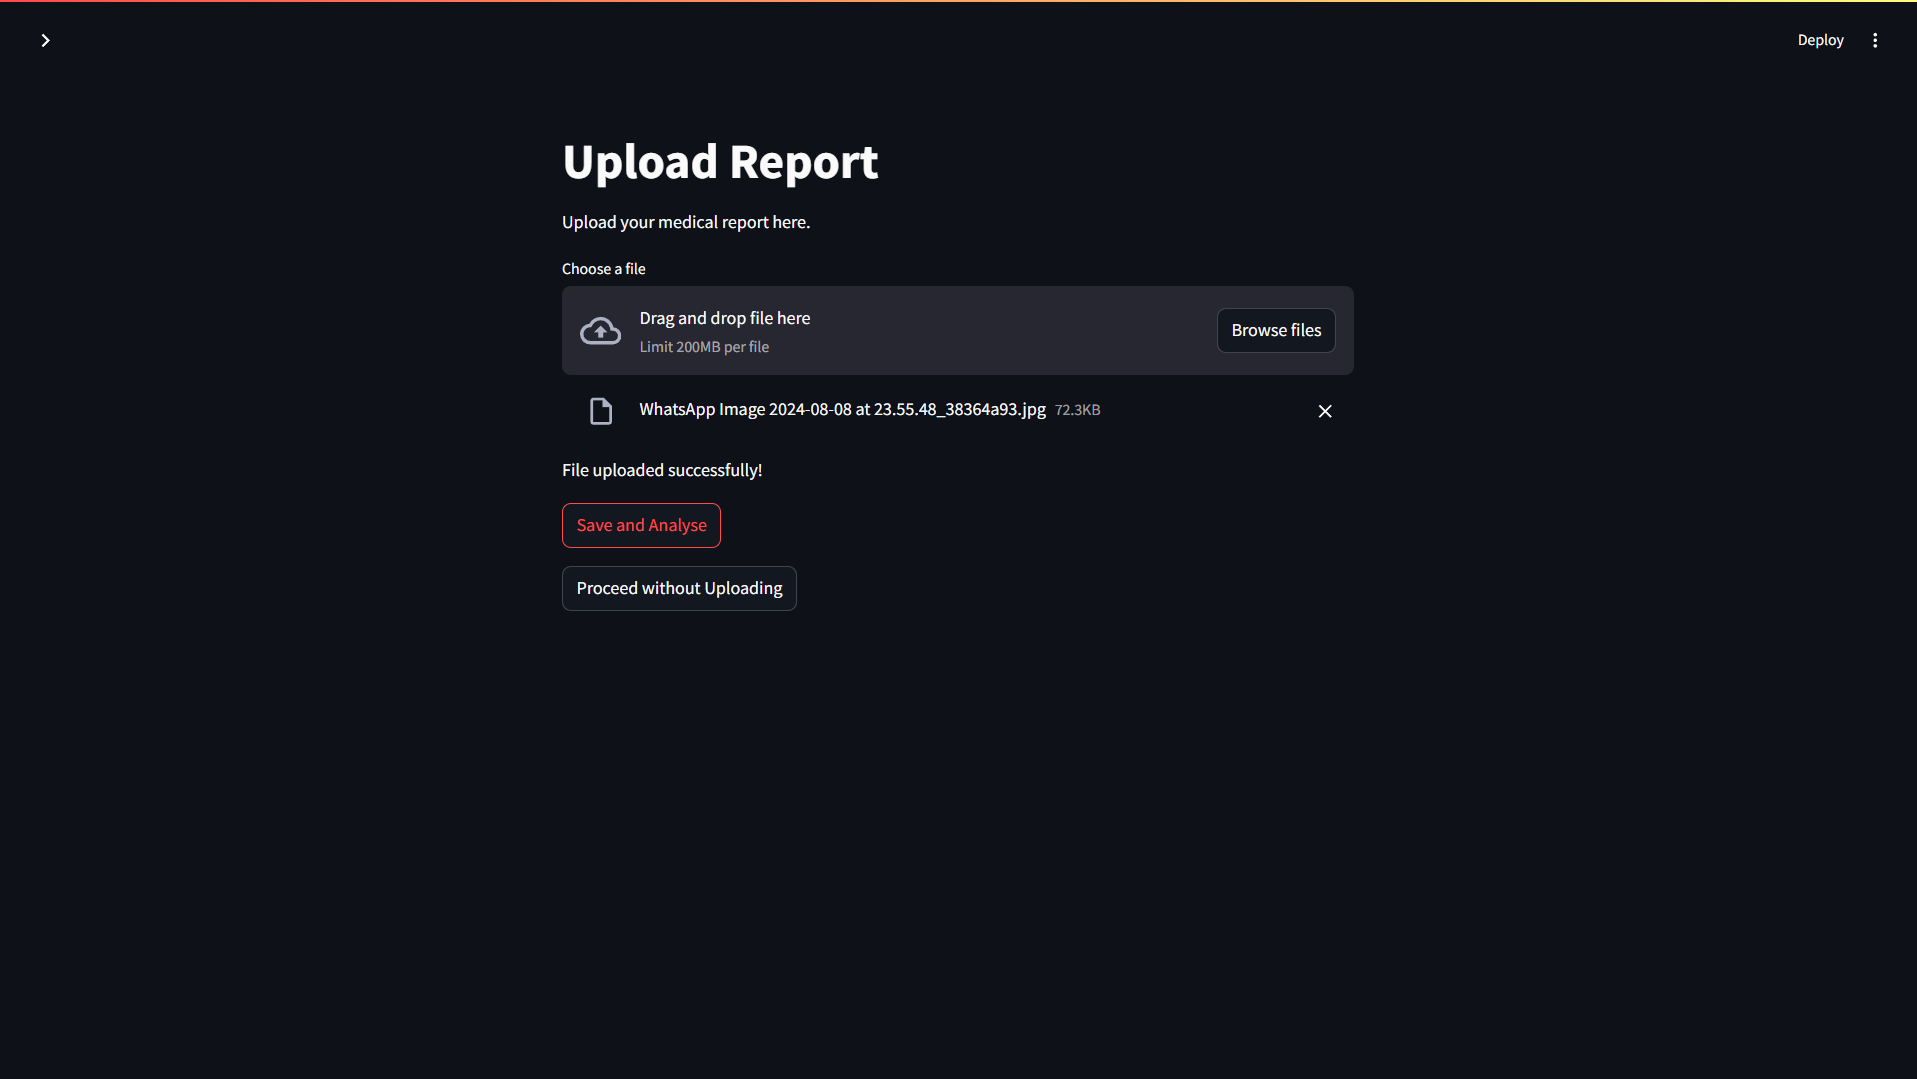 Deploy
Upload Report
Upload your medical report here.
Choose a file
Drag and drop file here
Limit 200MB per file
Browse files
WhatsApp Image 2024-08-08 at 23.55.48_38364a93.jpg 72.3KB
File uploaded successfully!
Save and Analyse
Proceed without Uploading